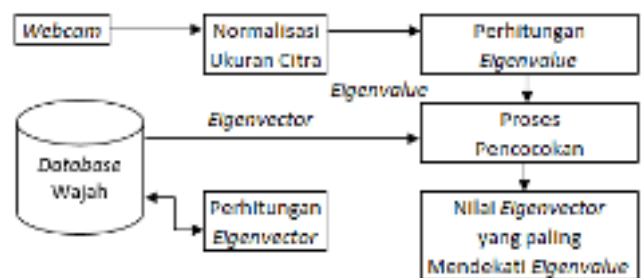 Webcam
Normalisasi
Ukuran Citra
Perhitungan
Eigenvalue
Eigenvalue
Eigenvector
Database
Wajah
Proses
Pencocokan
Perhitungan
Eigenvector
Nilai Eigenvector
yang paling
Mendekati Eigenvalue